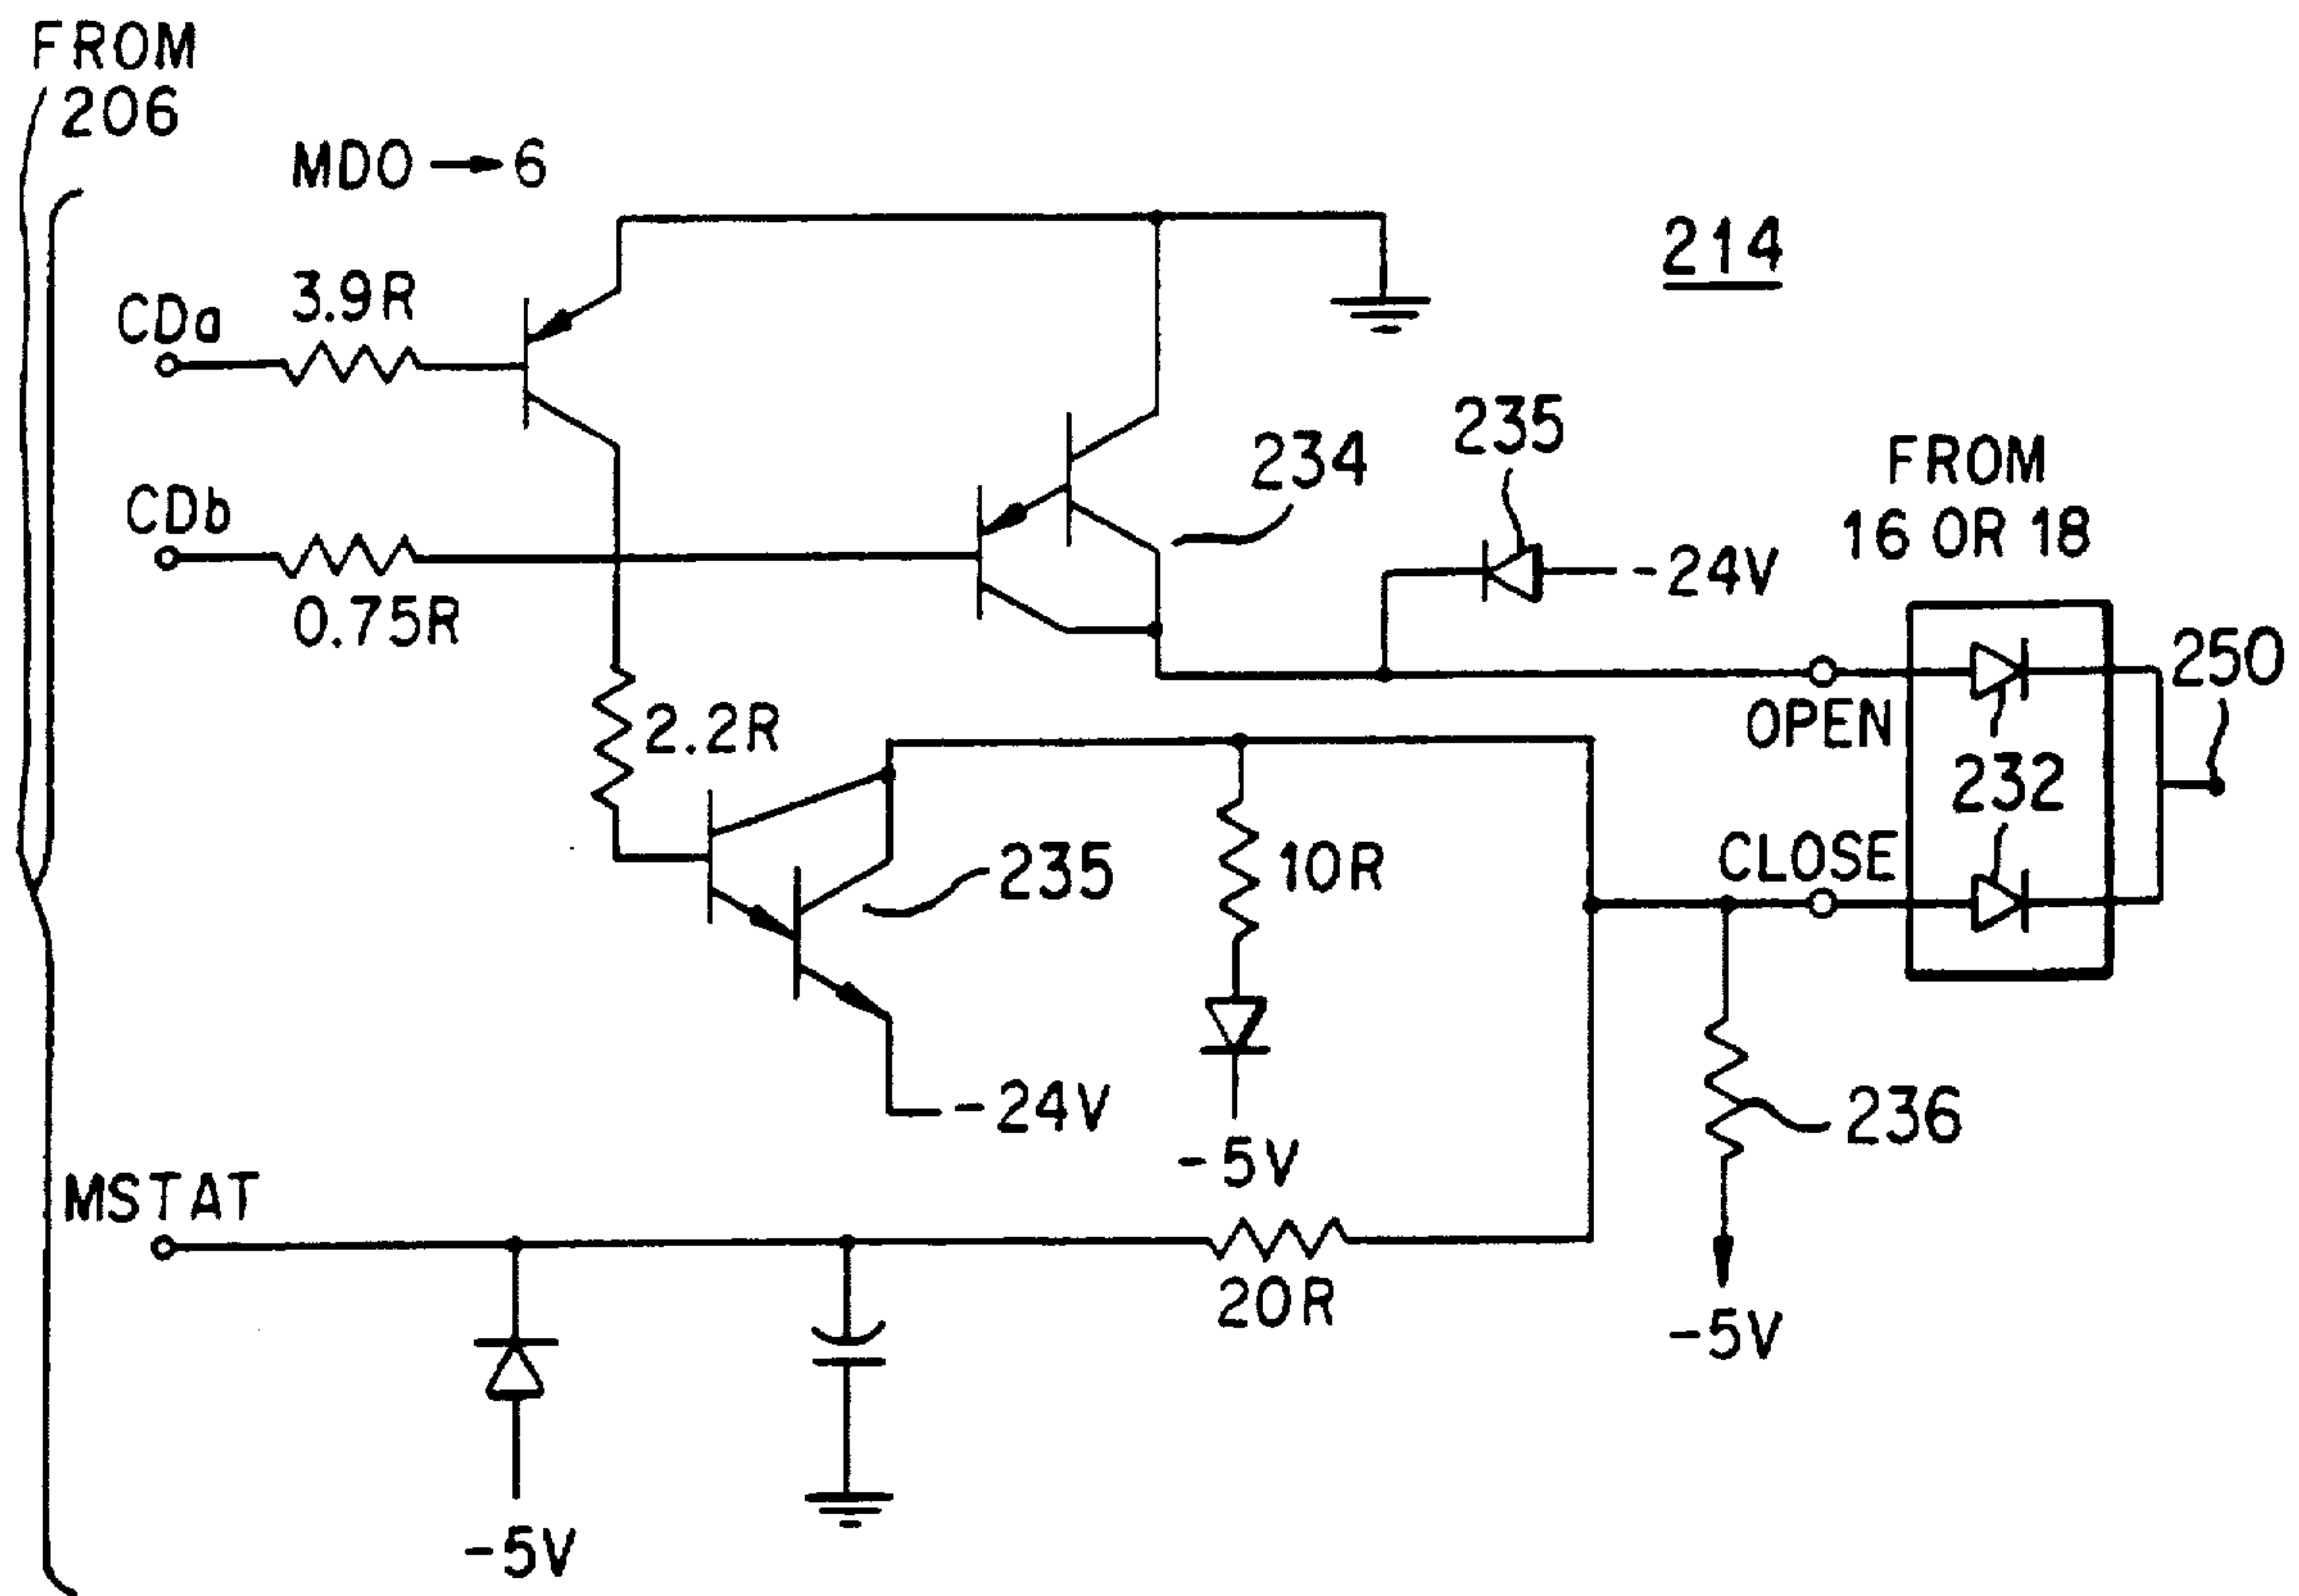 FROM
206
MDO → 6
214
CDa
3.9R
CDb
0.75R
234
235
-24V
FROM
16 OR 18
250
OPEN
2.2R
232
CLOSE
10R
235
-24V
-5V
236
MSTAT
20R
-5V
-5V